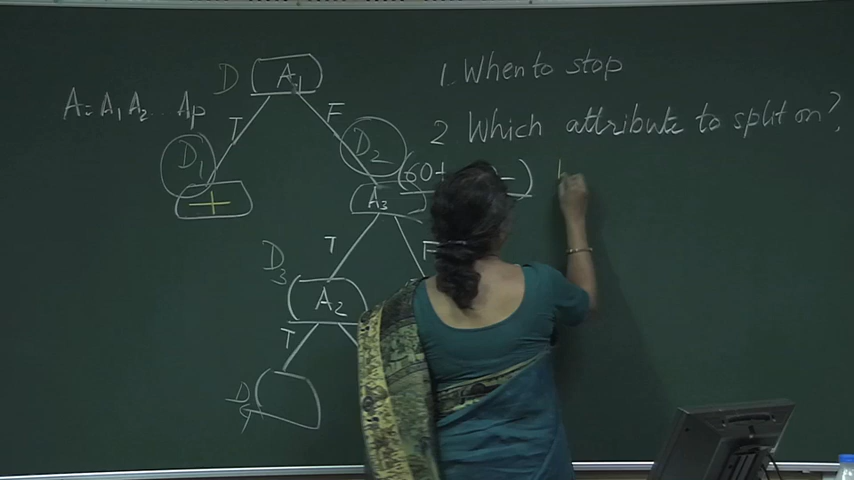 D
A1
1. When to stop
A = A1 A2 .. Ap
T
F
2 Which attribute to split on?
D1
D2
+
(60+ -)
A3
T
F
D3
A2
T
D4